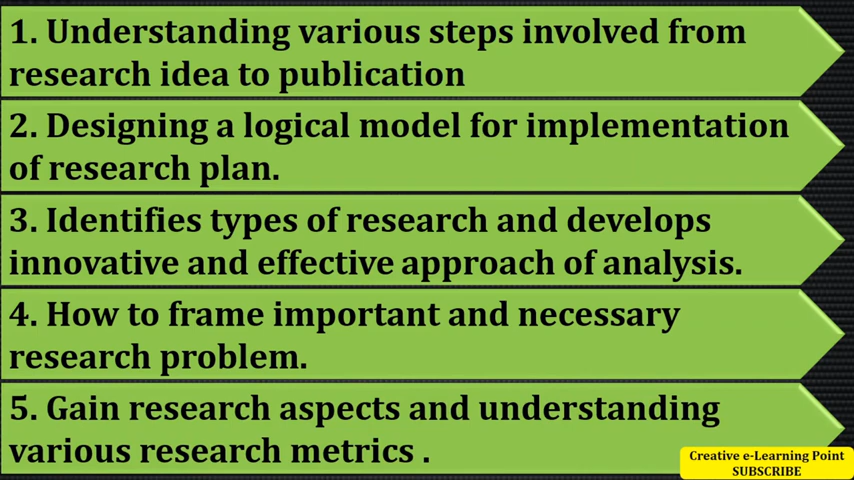 1. Understanding various steps involved from
research idea to publication
2. Designing a logical model for implementation
of research plan.
3. Identifies types of research and develops
innovative and effective approach of analysis.
4. How to frame important and necessary
research problem.
5. Gain research aspects and understanding
various research metrics .
Creative e-Learning Point
SUBSCRIBE